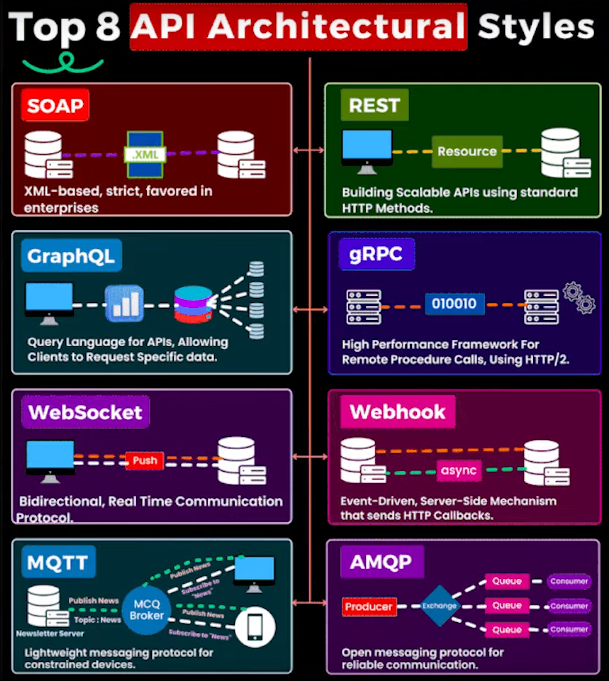 Top 8 API Architectural Styles
SOAP
.XML
XML-based, strict, favored in
enterprises
REST
Resource
Building Scalable APIs using standard
HTTP Methods.
GraphQL
Query Language for APIs, Allowing
Clients to Request Specific data.
gRPC
010010
High Performance Framework For
Remote Procedure Calls, Using HTTP/2.
WebSocket
Push
Bidirectional, Real Time Communication
Protocol.
Webhook
async
Event-Driven, Server-Side Mechanism
that sends HTTP Callbacks.
MQTT
Publish News
Topic : News
Newsletter Server
MCQ
Broker
Publish News
Subscribe to
"News"
Publish News
Subscribe to "News"
Lightweight messaging protocol for
constrained devices.
AMQP
Producer
Exchange
Queue
Consumer
Queue
Consumer
Queue
Consumer
Open messaging protocol for
reliable communication.